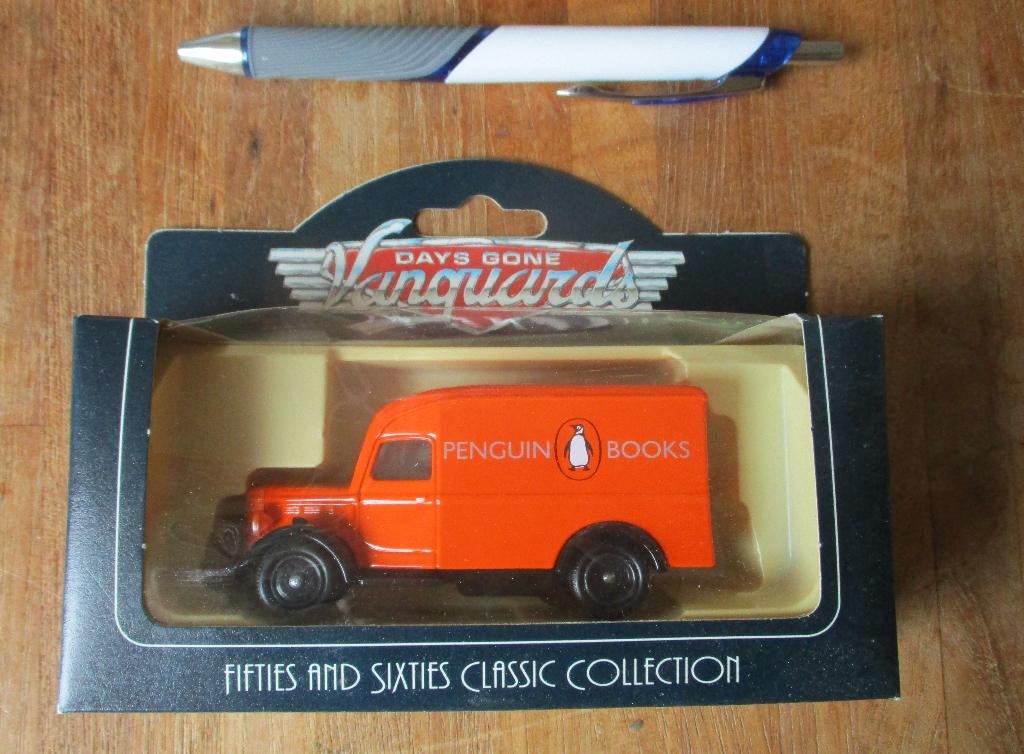 DAYS GONE
Vanguards
PENGUIN BOOKS
FIFTIES AND SIXTIES CLASSIC COLLECTION